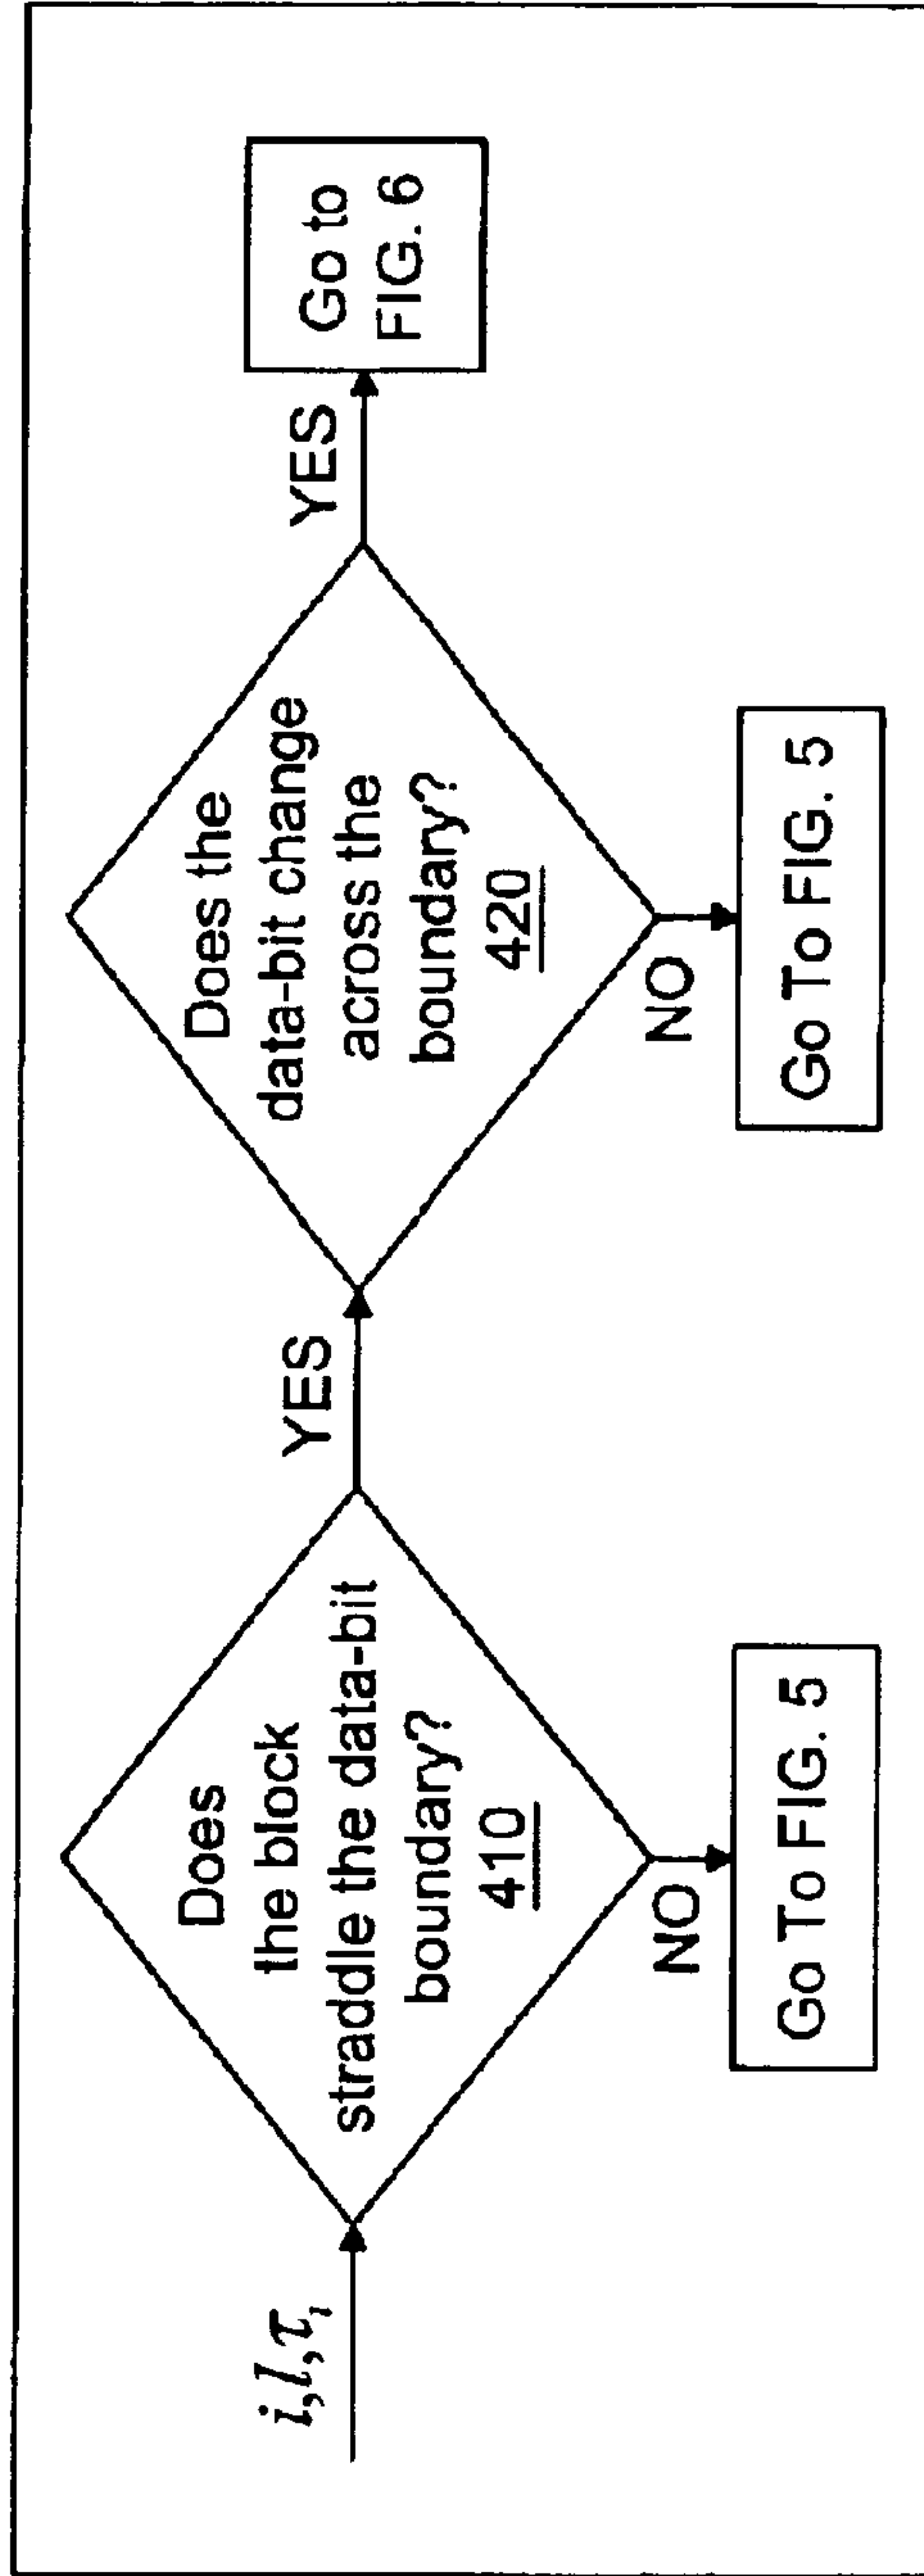 i,l,τᵢ
Does
the block
straddle the data-bit
boundary?
410
YES
NO
Go To FIG. 5
Does the
data-bit change
across the
boundary?
420
YES
NO
Go To FIG. 5
Go to
FIG. 6